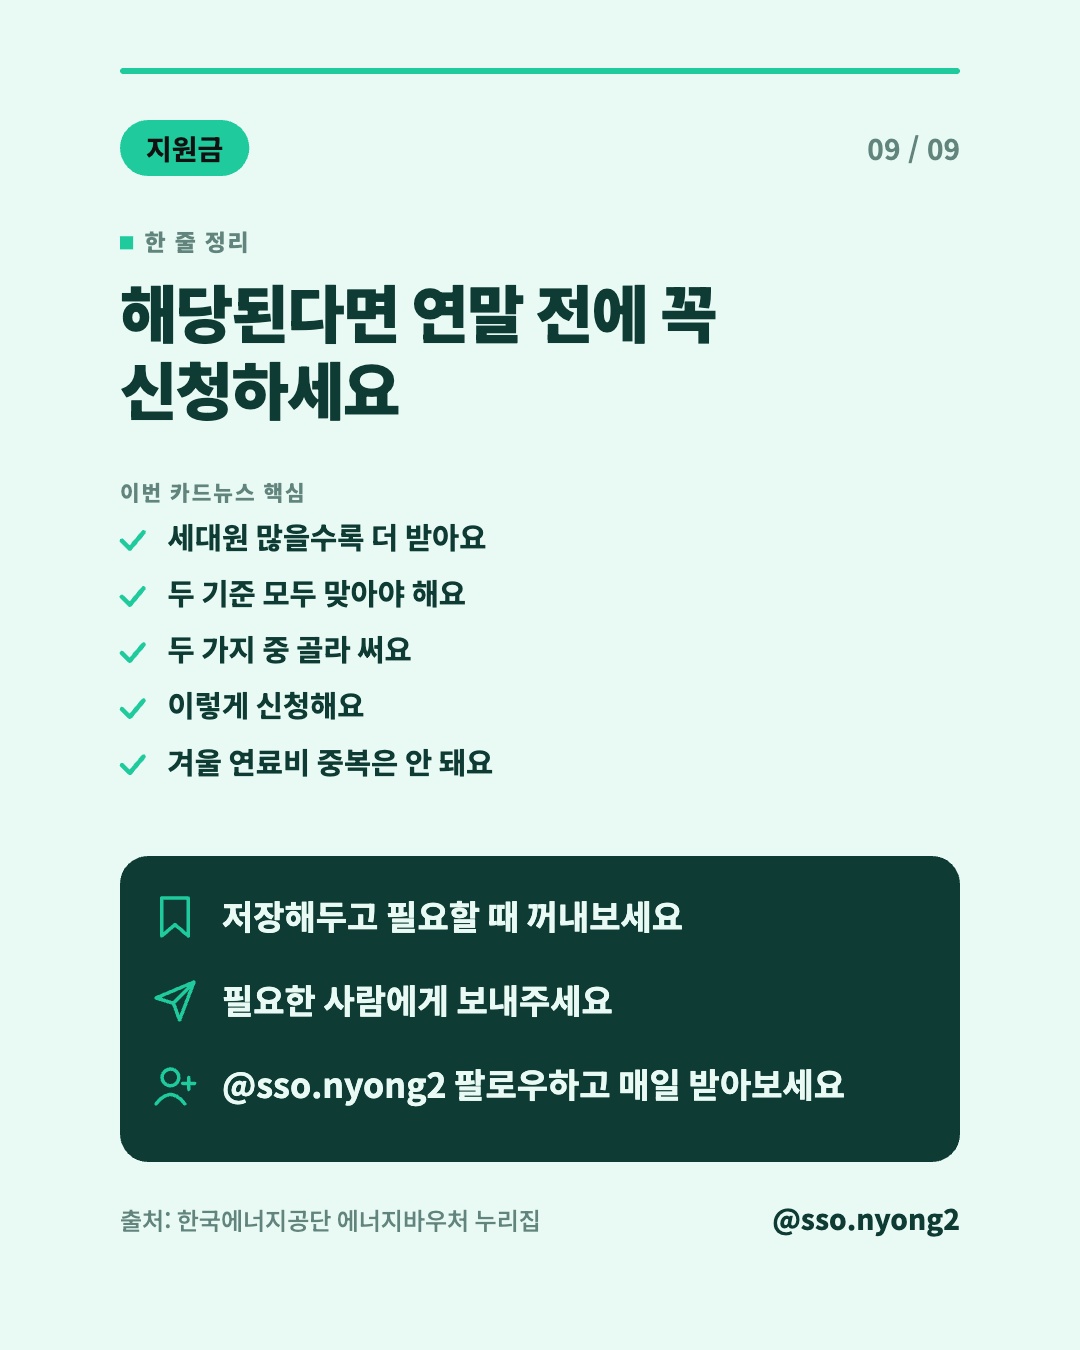 지원금
09 / 09
한 줄 정리
해당된다면 연말 전에 꼭
신청하세요
이번 카드뉴스 핵심
세대원 많을수록 더 받아요
두 기준 모두 맞아야 해요
두 가지 중 골라 써요
이렇게 신청해요
겨울 연료비 중복은 안 돼요
저장해두고 필요할 때 꺼내보세요
필요한 사람에게 보내주세요
@sso.nyong2 팔로우하고 매일 받아보세요
출처: 한국에너지공단 에너지바우처 누리집
@sso.nyong2